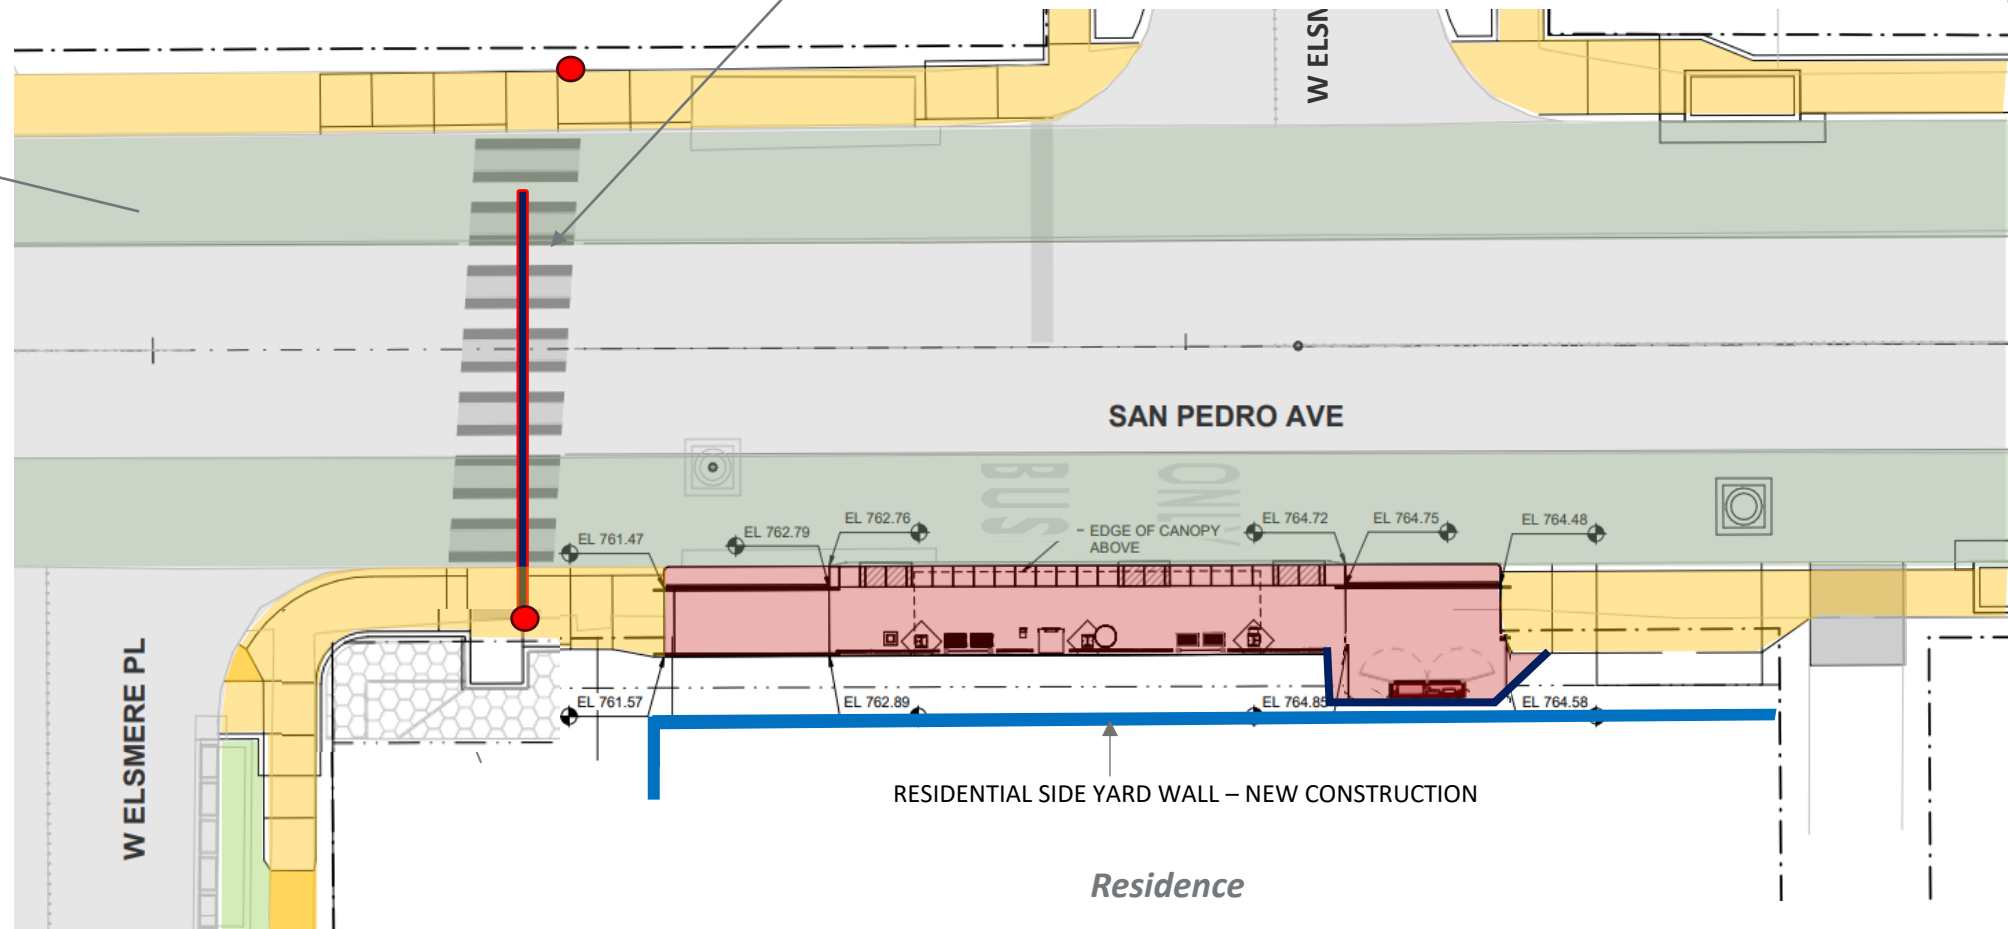 W ELSM
SAN PEDRO AVE
BUS
ONLY
EL 762.76
EL 764.72
EL 764.75
EL 764.48
EL 762.79
EL 761.47
EDGE OF CANOPY
ABOVE
EL 761.57
EL 762.89
EL 764.85
EL 764.58
W ELSMERE PL
RESIDENTIAL SIDE YARD WALL – NEW CONSTRUCTION
Residence